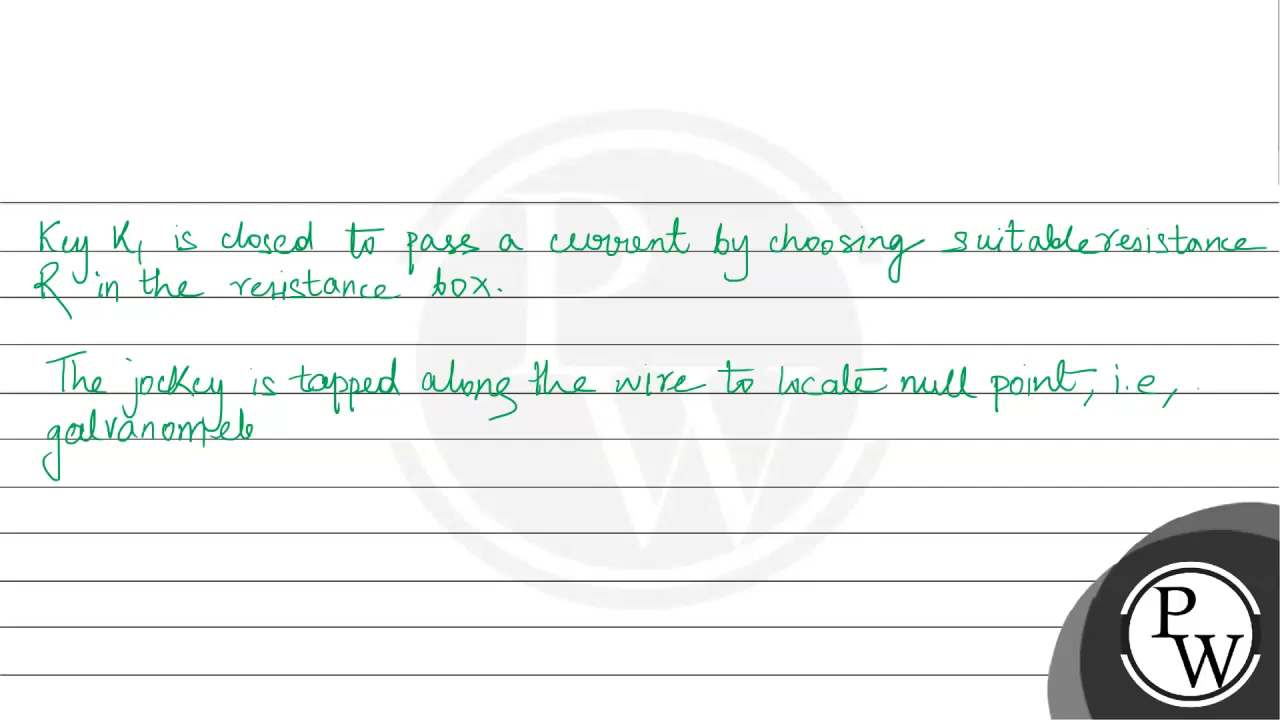 Key K₁ is closed to pass a current by choosing suitable resistance
R in the resistance box.
The jockey is tapped along the wire to locate null point, i.e,
galvanomete
P
W
P
W